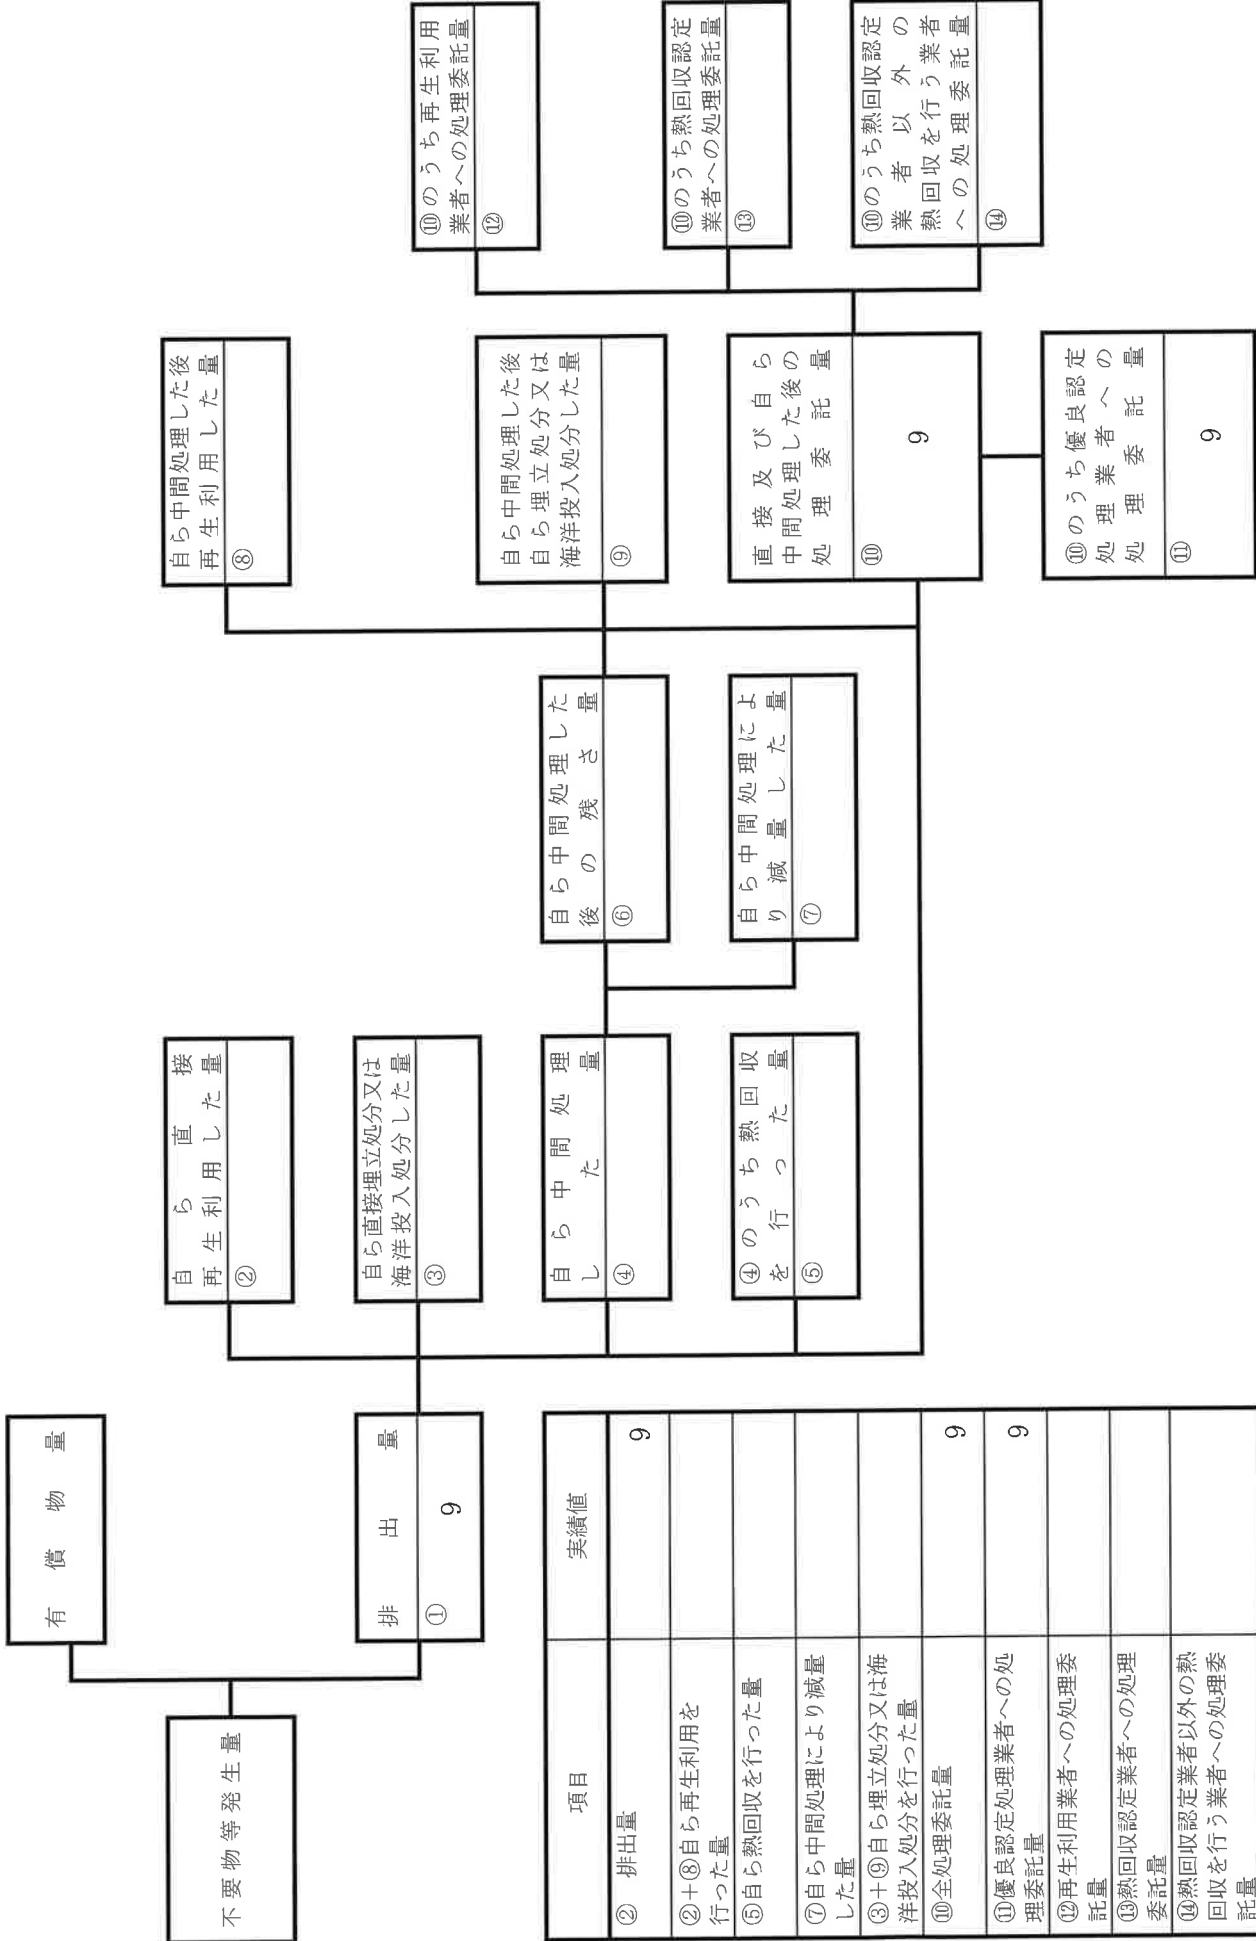 不要物等発生量
有償物量
排出量
①
9
自ら直接
再生利用した量
②
自ら直接埋立処分又は
海洋投入処分した量
③
自ら中間処理
した量
④
④のうち熱回収
を行った量
⑤
自ら中間処理した
後の残さ量
⑥
自ら中間処理によ
り減量した量
⑦
自ら中間処理した後
再生利用した量
⑧
自ら中間処理した後
自ら埋立処分又は
海洋投入処分した量
⑨
直接及び自ら
中間処理した後の
処理委託量
⑩
9
⑩のうち優良認定
処理業者への
処理委託量
⑪
9
⑩のうち再生利用
業者への処理委託量
⑫
⑩のうち熱回収認定
業者への処理委託量
⑬
⑩のうち熱回収認定
業者以外の
熱回収を行う業者
への処理委託量
⑭
項目 実績値
② 排出量 9
②+⑧自ら再生利用を
行った量
⑤自ら熱回収を行った量
⑦自ら中間処理により減量
した量
③+⑨自ら埋立処分又は海
洋投入処分を行った量
⑩全処理委託量 9
⑪優良認定処理業者への処
理委託量 9
⑫再生利用業者への処理委
託量
⑬熱回収認定業者への処理
委託量
⑭熱回収認定業者以外の熱
回収を行う業者への処理委
託量